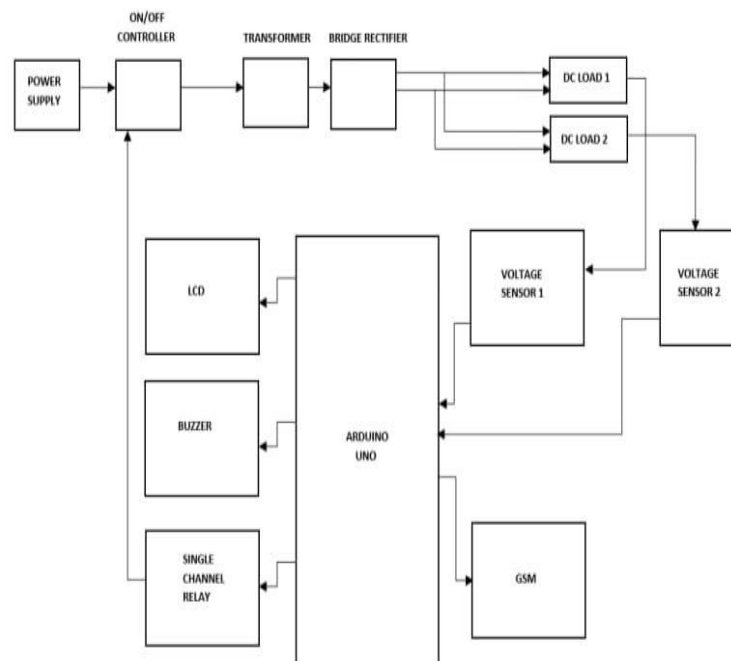 ON/OFF
CONTROLLER
TRANSFORMER
BRIDGE RECTIFIER
POWER
SUPPLY
DC LOAD 1
DC LOAD 2
LCD
VOLTAGE
SENSOR 1
VOLTAGE
SENSOR 2
BUZZER
ARDUINO
UNO
SINGLE
CHANNEL
RELAY
GSM